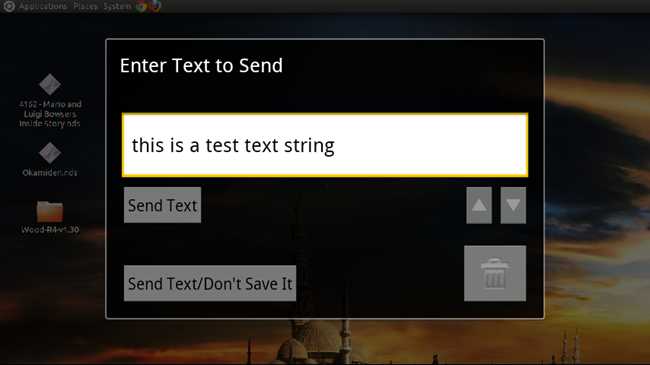 Applications Places System
Enter Text to Send
4162 - Mario and
Luigi Bowsers
Inside Story.nds
this is a test text string
Okamiden.nds
Send Text
Wood-R4-v1.30
Send Text/Don't Save It